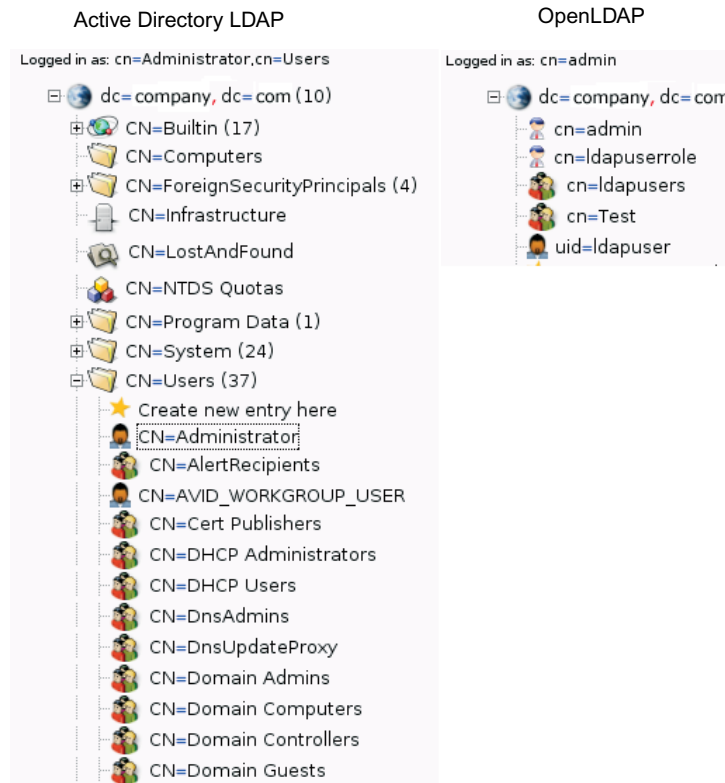 Active Directory LDAP
Logged in as: cn=Administrator,cn=Users
dc=company, dc=com (10)
CN=Builtin (17)
CN=Computers
CN=ForeignSecurityPrincipals (4)
CN=Infrastructure
CN=LostAndFound
CN=NTDS Quotas
CN=Program Data (1)
CN=System (24)
CN=Users (37)
Create new entry here
CN=Administrator
CN=AlertRecipients
CN=AVID_WORKGROUP_USER
CN=Cert Publishers
CN=DHCP Administrators
CN=DHCP Users
CN=DnsAdmins
CN=DnsUpdateProxy
CN=Domain Admins
CN=Domain Computers
CN=Domain Controllers
CN=Domain Guests
OpenLDAP
Logged in as: cn=admin
dc=company, dc=com
cn=admin
cn=ldapuserrole
cn=ldapusers
cn=Test
uid=ldapuser